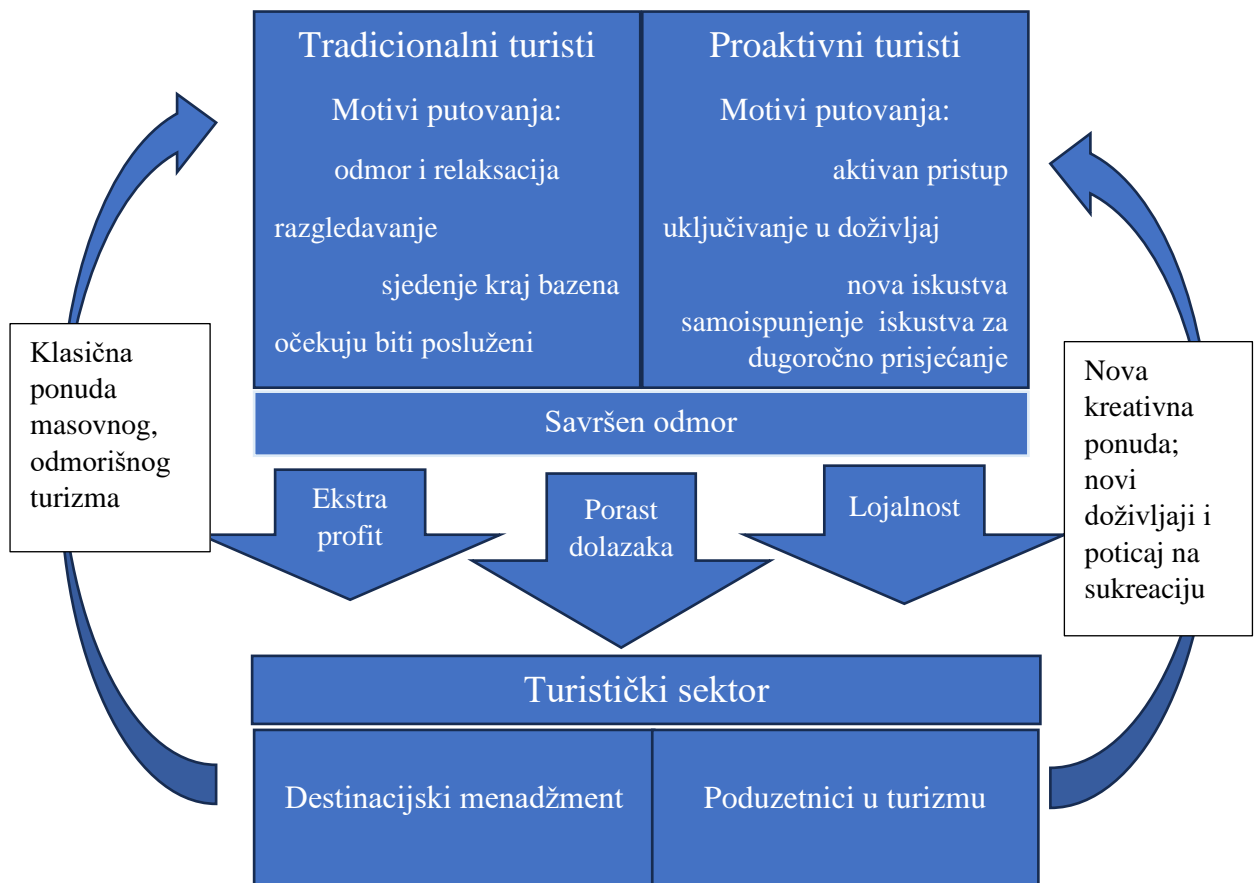 Tradicionalni turisti
Motivi putovanja:
odmor i relaksacija
razgledavanje
sjedenje kraj bazena
očekuju biti posluženi
Proaktivni turisti
Motivi putovanja:
aktivan pristup
uključivanje u doživljaj
nova iskustva
samoispunjenje  iskustva za
dugoročno prisjećanje
Savršen odmor
Klasična
ponuda
masovnog,
odmorišnog
turizma
Ekstra
profit
Porast
dolazaka
Lojalnost
Nova
kreativna
ponuda;
novi
doživljaji i
poticaj na
sukreaciju
Turistički sektor
Destinacijski menadžment
Poduzetnici u turizmu